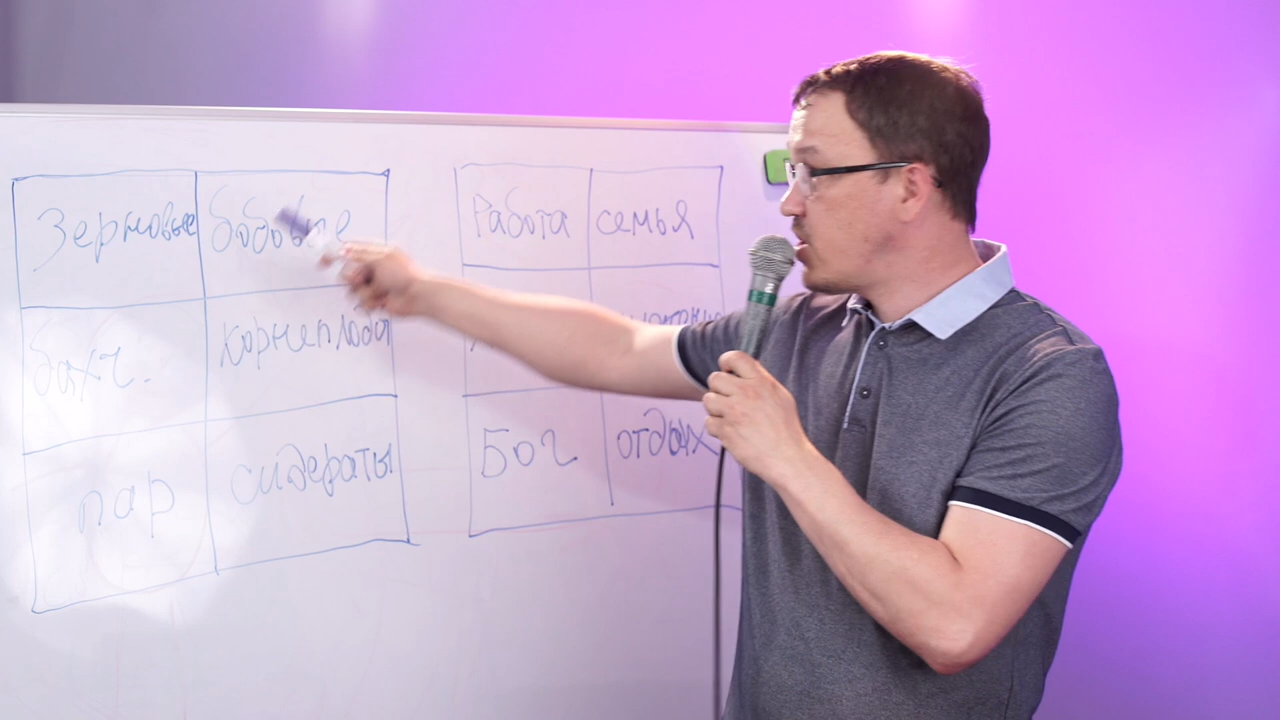 Зерновые бобовые
бахч. корнеплоды
пар сидераты
Работа семья
Бог отдых